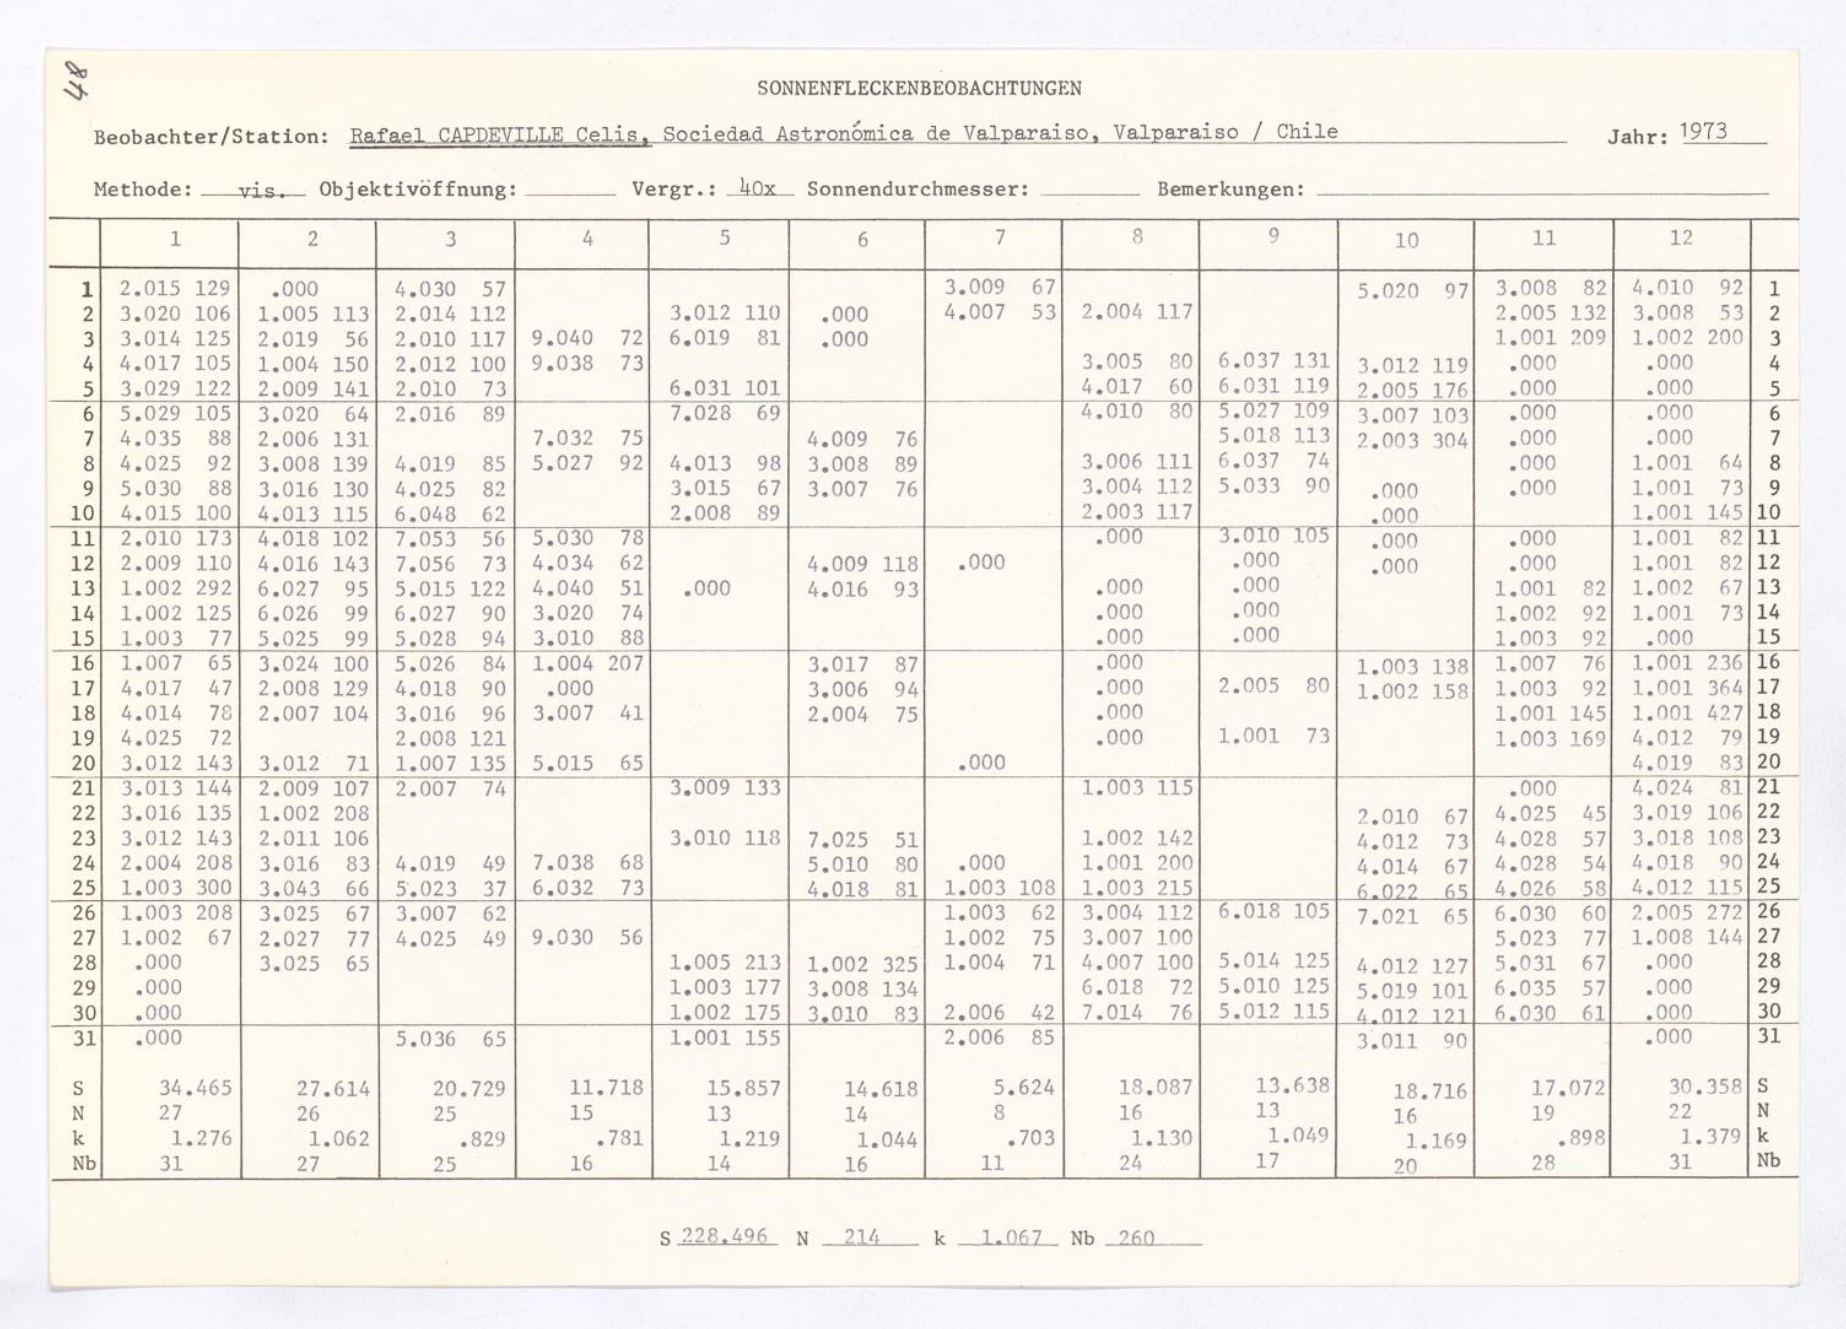 48
SONNENFLECKENBEOBACHTUNGEN
Beobachter/Station: Rafael CAPDEVILLE Celis, Sociedad Astronómica de Valparaiso, Valparaiso / Chile Jahr: 1973
Methode: vis. Objektivöffnung: Vergr.: 40x Sonnendurchmesser: Bemerkungen:
1 2 3 4 5 6 7 8 9 10 11 12
1 2.015 129 .000 4.030 57 3.009 67 5.020 97 3.008 82 4.010 92 1
2 3.020 106 1.005 113 2.014 112 3.012 110 .000 4.007 53 2.004 117 2.005 132 3.008 53 2
3 3.014 125 2.019 56 2.010 117 9.040 72 6.019 81 .000 1.001 209 1.002 200 3
4 4.017 105 1.004 150 2.012 100 9.038 73 3.005 80 6.037 131 3.012 119 .000 .000 4
5 3.029 122 2.009 141 2.010 73 6.031 101 4.017 60 6.031 119 2.005 176 .000 .000 5
6 5.029 105 3.020 64 2.016 89 7.028 69 4.010 80 5.027 109 3.007 103 .000 .000 6
7 4.035 88 2.006 131 7.032 75 4.009 76 5.018 113 2.003 304 .000 .000 7
8 4.025 92 3.008 139 4.019 85 5.027 92 4.013 98 3.008 89 3.006 111 6.037 74 .000 1.001 64 8
9 5.030 88 3.016 130 4.025 82 3.015 67 3.007 76 3.004 112 5.033 90 .000 .000 1.001 73 9
10 4.015 100 4.013 115 6.048 62 2.008 89 2.003 117 .000 1.001 145 10
11 2.010 173 4.018 102 7.053 56 5.030 78 .000 3.010 105 .000 .000 1.001 82 11
12 2.009 110 4.016 143 7.056 73 4.034 62 4.009 118 .000 .000 .000 .000 1.001 82 12
13 1.002 292 6.027 95 5.015 122 4.040 51 .000 4.016 93 .000 .000 1.001 82 1.002 67 13
14 1.002 125 6.026 99 6.027 90 3.020 74 .000 .000 1.002 92 1.001 73 14
15 1.003 77 5.025 99 5.028 94 3.010 88 .000 .000 1.003 92 .000 15
16 1.007 65 3.024 100 5.026 84 1.004 207 3.017 87 .000 1.003 138 1.007 76 1.001 236 16
17 4.017 47 2.008 129 4.018 90 .000 3.006 94 .000 2.005 80 1.002 158 1.003 92 1.001 364 17
18 4.014 78 2.007 104 3.016 96 3.007 41 2.004 75 .000 1.001 145 1.001 427 18
19 4.025 72 2.008 121 .000 1.001 73 1.003 169 4.012 79 19
20 3.012 143 3.012 71 1.007 135 5.015 65 .000 4.019 83 20
21 3.013 144 2.009 107 2.007 74 3.009 133 1.003 115 .000 4.024 81 21
22 3.016 135 1.002 208 2.010 67 4.025 45 3.019 106 22
23 3.012 143 2.011 106 3.010 118 7.025 51 1.002 142 4.012 73 4.028 57 3.018 108 23
24 2.004 208 3.016 83 4.019 49 7.038 68 5.010 80 .000 1.001 200 4.014 67 4.028 54 4.018 90 24
25 1.003 300 3.043 66 5.023 37 6.032 73 4.018 81 1.003 108 1.003 215 6.022 65 4.026 58 4.012 115 25
26 1.003 208 3.025 67 3.007 62 1.003 62 3.004 112 6.018 105 7.021 65 6.030 60 2.005 272 26
27 1.002 67 2.027 77 4.025 49 9.030 56 1.002 75 3.007 100 5.023 77 1.008 144 27
28 .000 3.025 65 1.005 213 1.002 325 1.004 71 4.007 100 5.014 125 4.012 127 5.031 67 .000 28
29 .000 1.003 177 3.008 134 6.018 72 5.010 125 5.019 101 6.035 57 .000 29
30 .000 1.002 175 3.010 83 2.006 42 7.014 76 5.012 115 4.012 121 6.030 61 .000 30
31 .000 5.036 65 1.001 155 2.006 85 3.011 90 .000 31
S 34.465 27.614 20.729 11.718 15.857 14.618 5.624 18.087 13.638 18.716 17.072 30.358 S
N 27 26 25 15 13 14 8 16 13 16 19 22 N
k 1.276 1.062 .829 .781 1.219 1.044 .703 1.130 1.049 1.169 .898 1.379 k
Nb 31 27 25 16 14 16 11 24 17 20 28 31 Nb
S 228.496 N 214 k 1.067 Nb 260